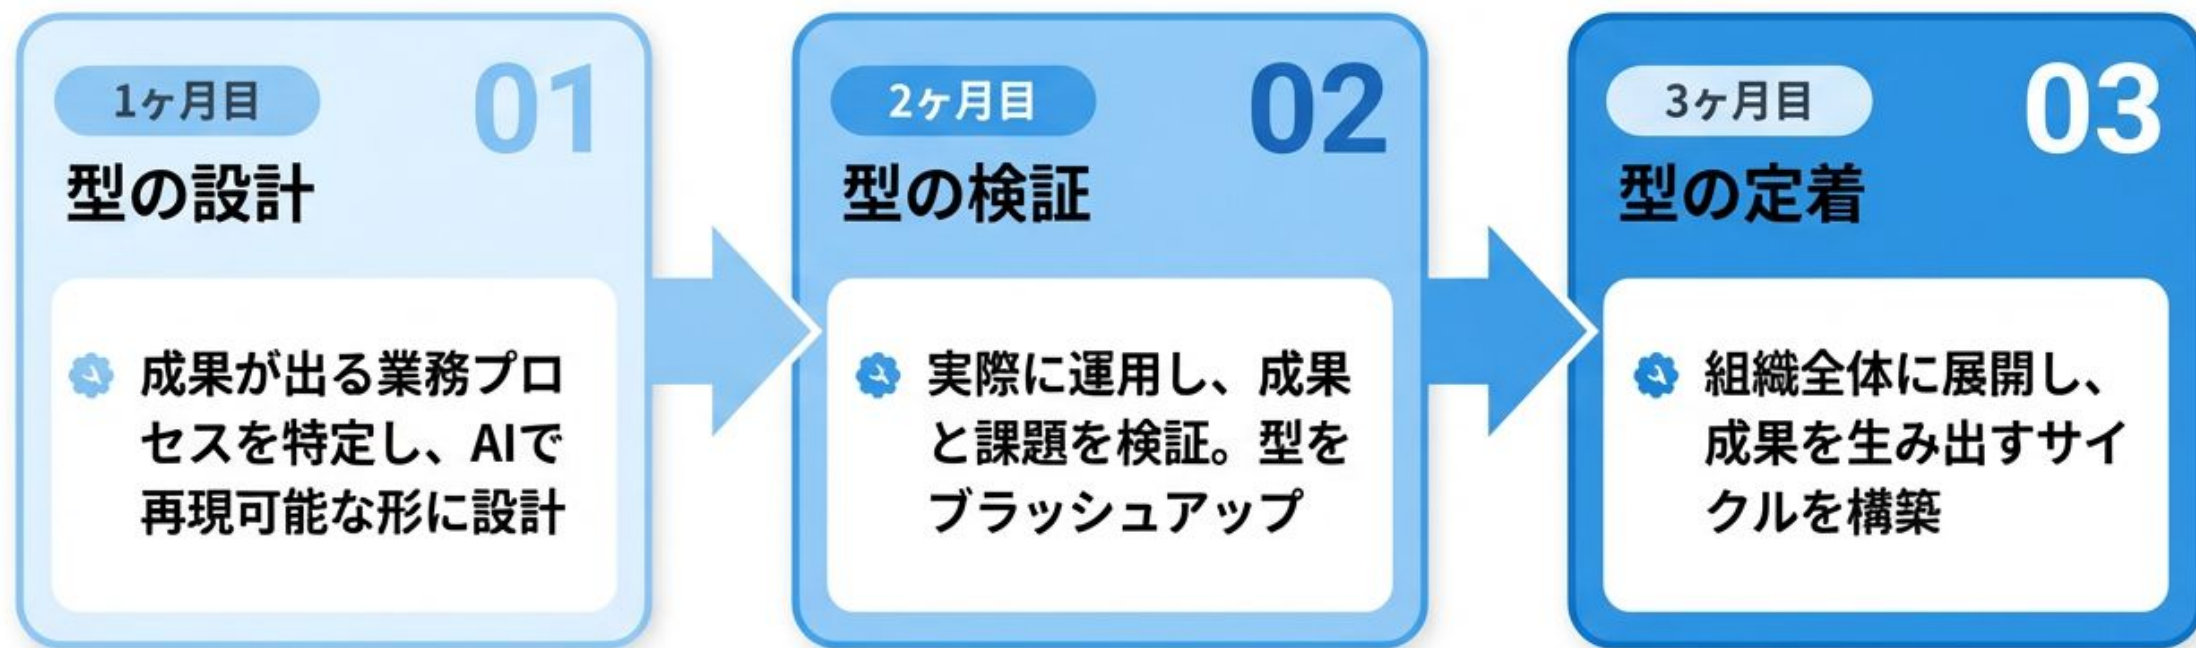 1ヶ月目
01
型の設計
成果が出る業務プロ
セスを特定し、AIで
再現可能な形に設計
2ヶ月目
02
型の検証
実際に運用し、成果
と課題を検証。型を
ブラッシュアップ
3ヶ月目
03
型の定着
組織全体に展開し、
成果を生み出すサイ
クルを構築